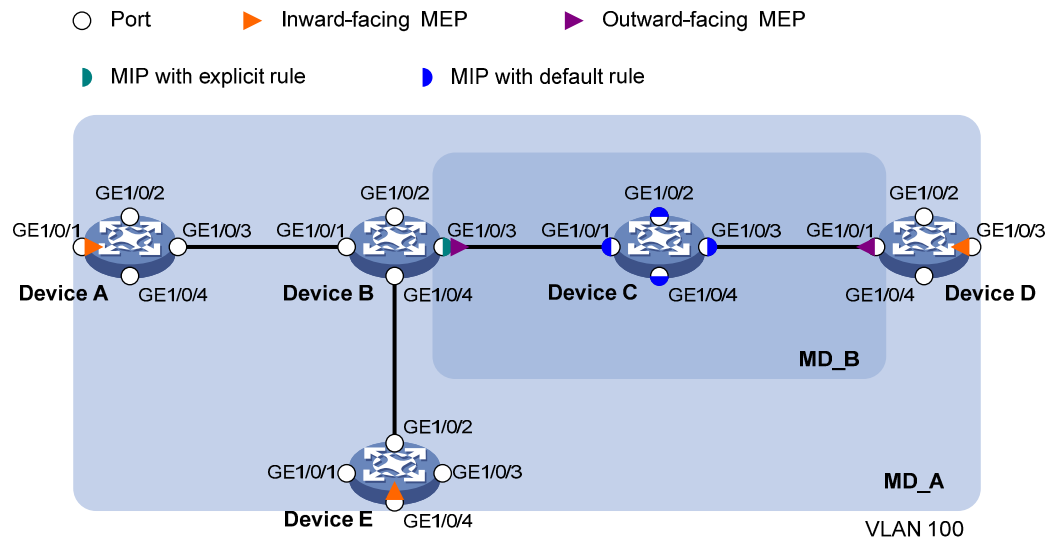 Port
Inward-facing MEP
Outward-facing MEP
MIP with explicit rule
MIP with default rule
GE1/0/2
GE1/0/2
GE1/0/2
GE1/0/2
GE1/0/1
GE1/0/3
GE1/0/1
GE1/0/3
GE1/0/1
GE1/0/3
GE1/0/1
GE1/0/3
Device A
GE1/0/4
Device B
GE1/0/4
Device C
GE1/0/4
GE1/0/4
Device D
MD_B
GE1/0/2
GE1/0/1
GE1/0/3
MD_A
Device E
GE1/0/4
VLAN 100